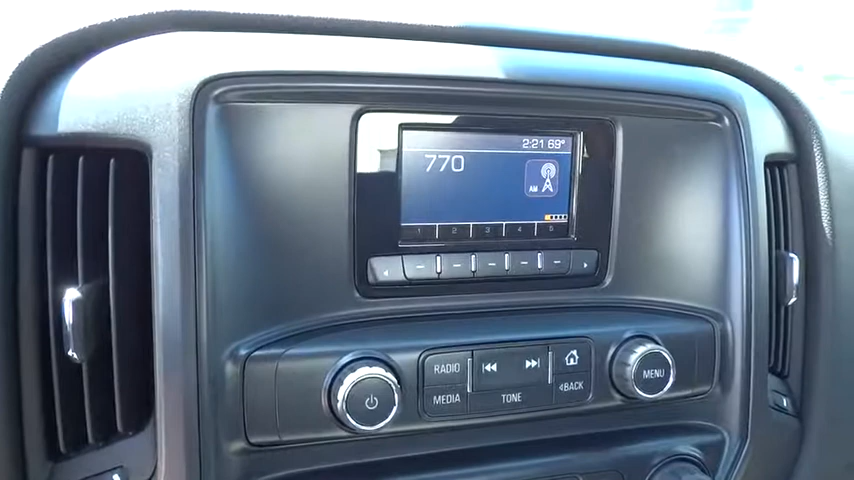 2:21 69°
770
AM
1 2 3 4 5
RADIO
MEDIA
TONE
BACK
MENU